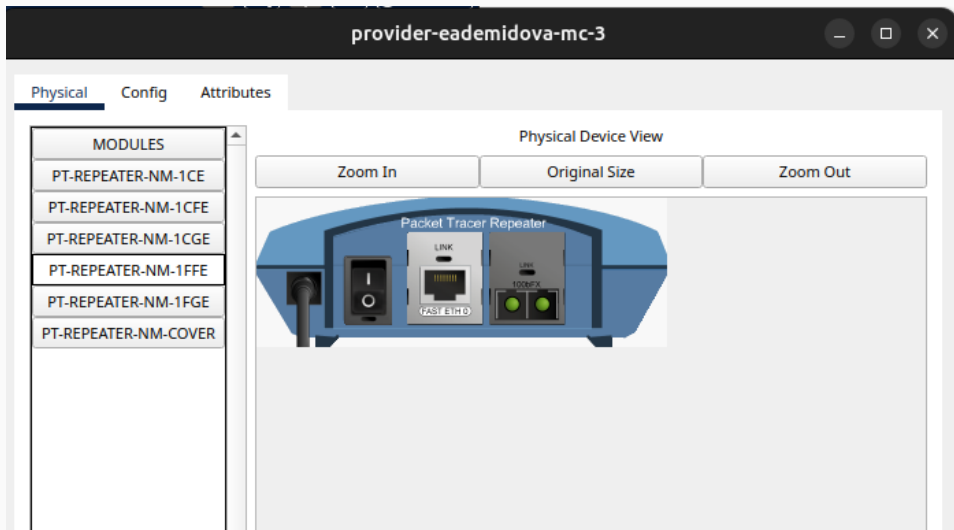 provider-eademidova-mc-3
Physical Config Attributes
MODULES
PT-REPEATER-NM-1CE
PT-REPEATER-NM-1CFE
PT-REPEATER-NM-1CGE
PT-REPEATER-NM-1FFE
PT-REPEATER-NM-1FGE
PT-REPEATER-NM-COVER
Physical Device View
Zoom In Original Size Zoom Out
Packet Tracer Repeater
LINK
FAST ETH 0
LINK
100bFX